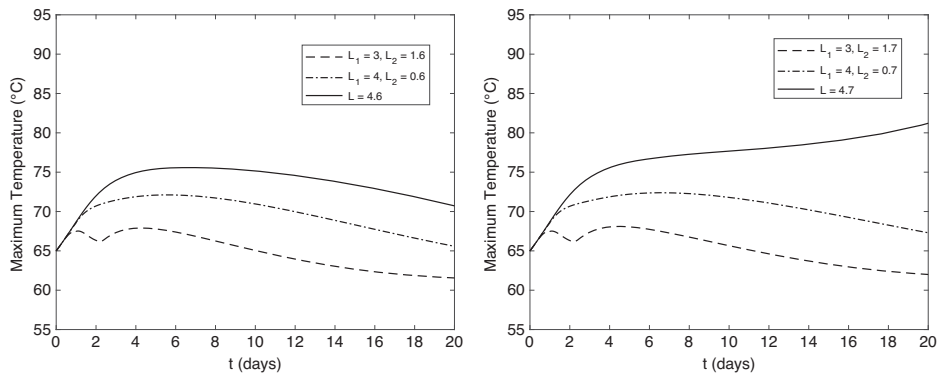 95
90
85
80
75
70
65
60
55
0 2 4 6 8 10 12 14 16 18 20
Maximum Temperature (°C)
t (days)
L1 = 3, L2 = 1.6
L1 = 4, L2 = 0.6
L = 4.6
95
90
85
80
75
70
65
60
55
0 2 4 6 8 10 12 14 16 18 20
Maximum Temperature (°C)
t (days)
L1 = 3, L2 = 1.7
L1 = 4, L2 = 0.7
L = 4.7